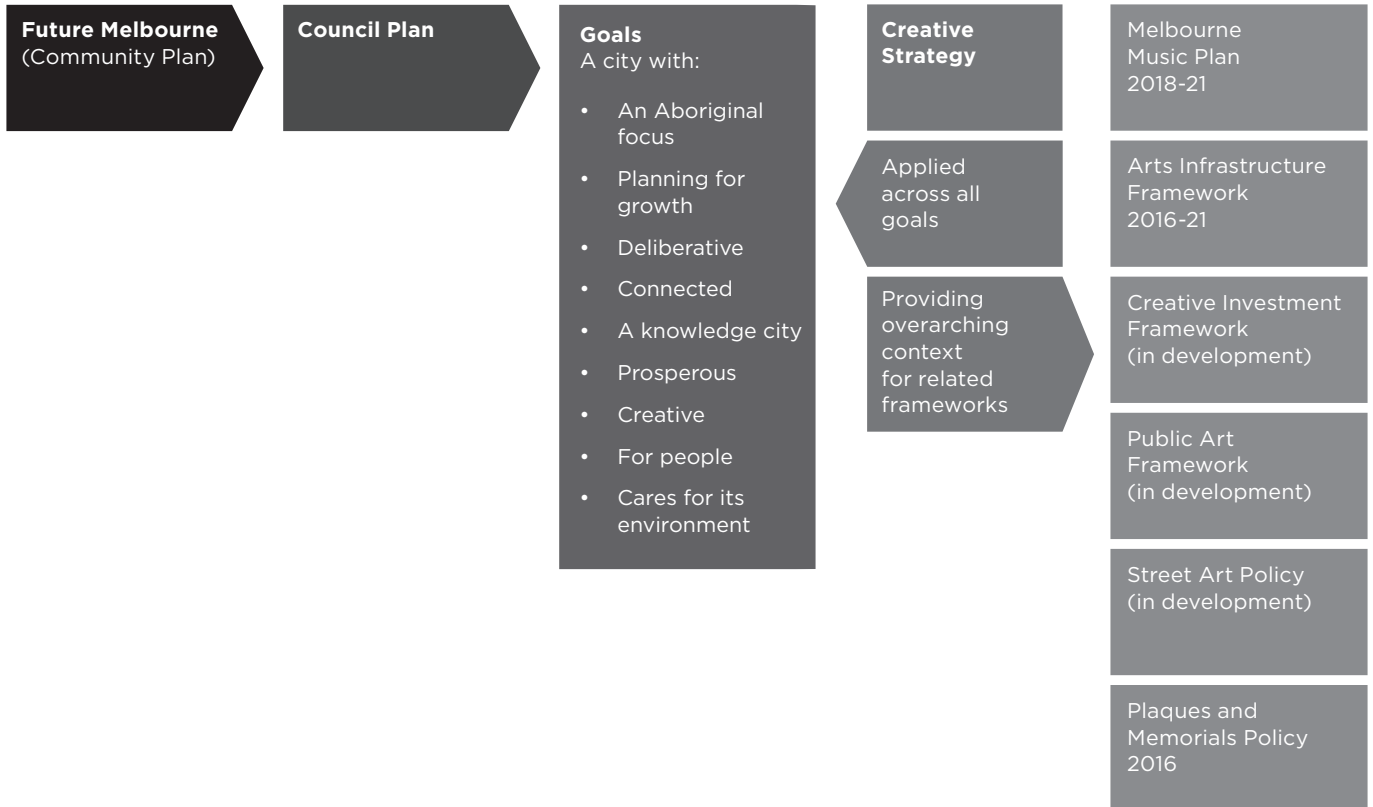 Future Melbourne
(Community Plan)
Council Plan
Goals
A city with:
• An Aboriginal
focus
• Planning for
growth
• Deliberative
• Connected
• A knowledge city
• Prosperous
• Creative
• For people
• Cares for its
environment
Creative
Strategy
Applied
across all
goals
Providing
overarching
context
for related
frameworks
Melbourne
Music Plan
2018-21
Arts Infrastructure
Framework
2016-21
Creative Investment
Framework
(in development)
Public Art
Framework
(in development)
Street Art Policy
(in development)
Plaques and
Memorials Policy
2016